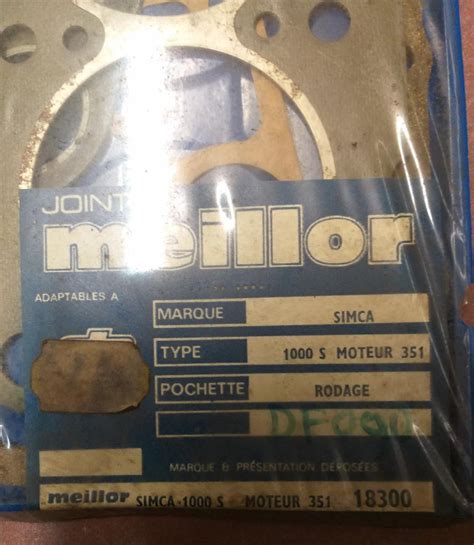 JOINT
meillor
ADAPTABLES A
MARQUE SIMCA
TYPE 1000 S MOTEUR 351
POCHETTE RODAGE
MARQUE & PRÉSENTATION DÉPOSÉES
meillor SIMCA-1000 S - MOTEUR 351 18300